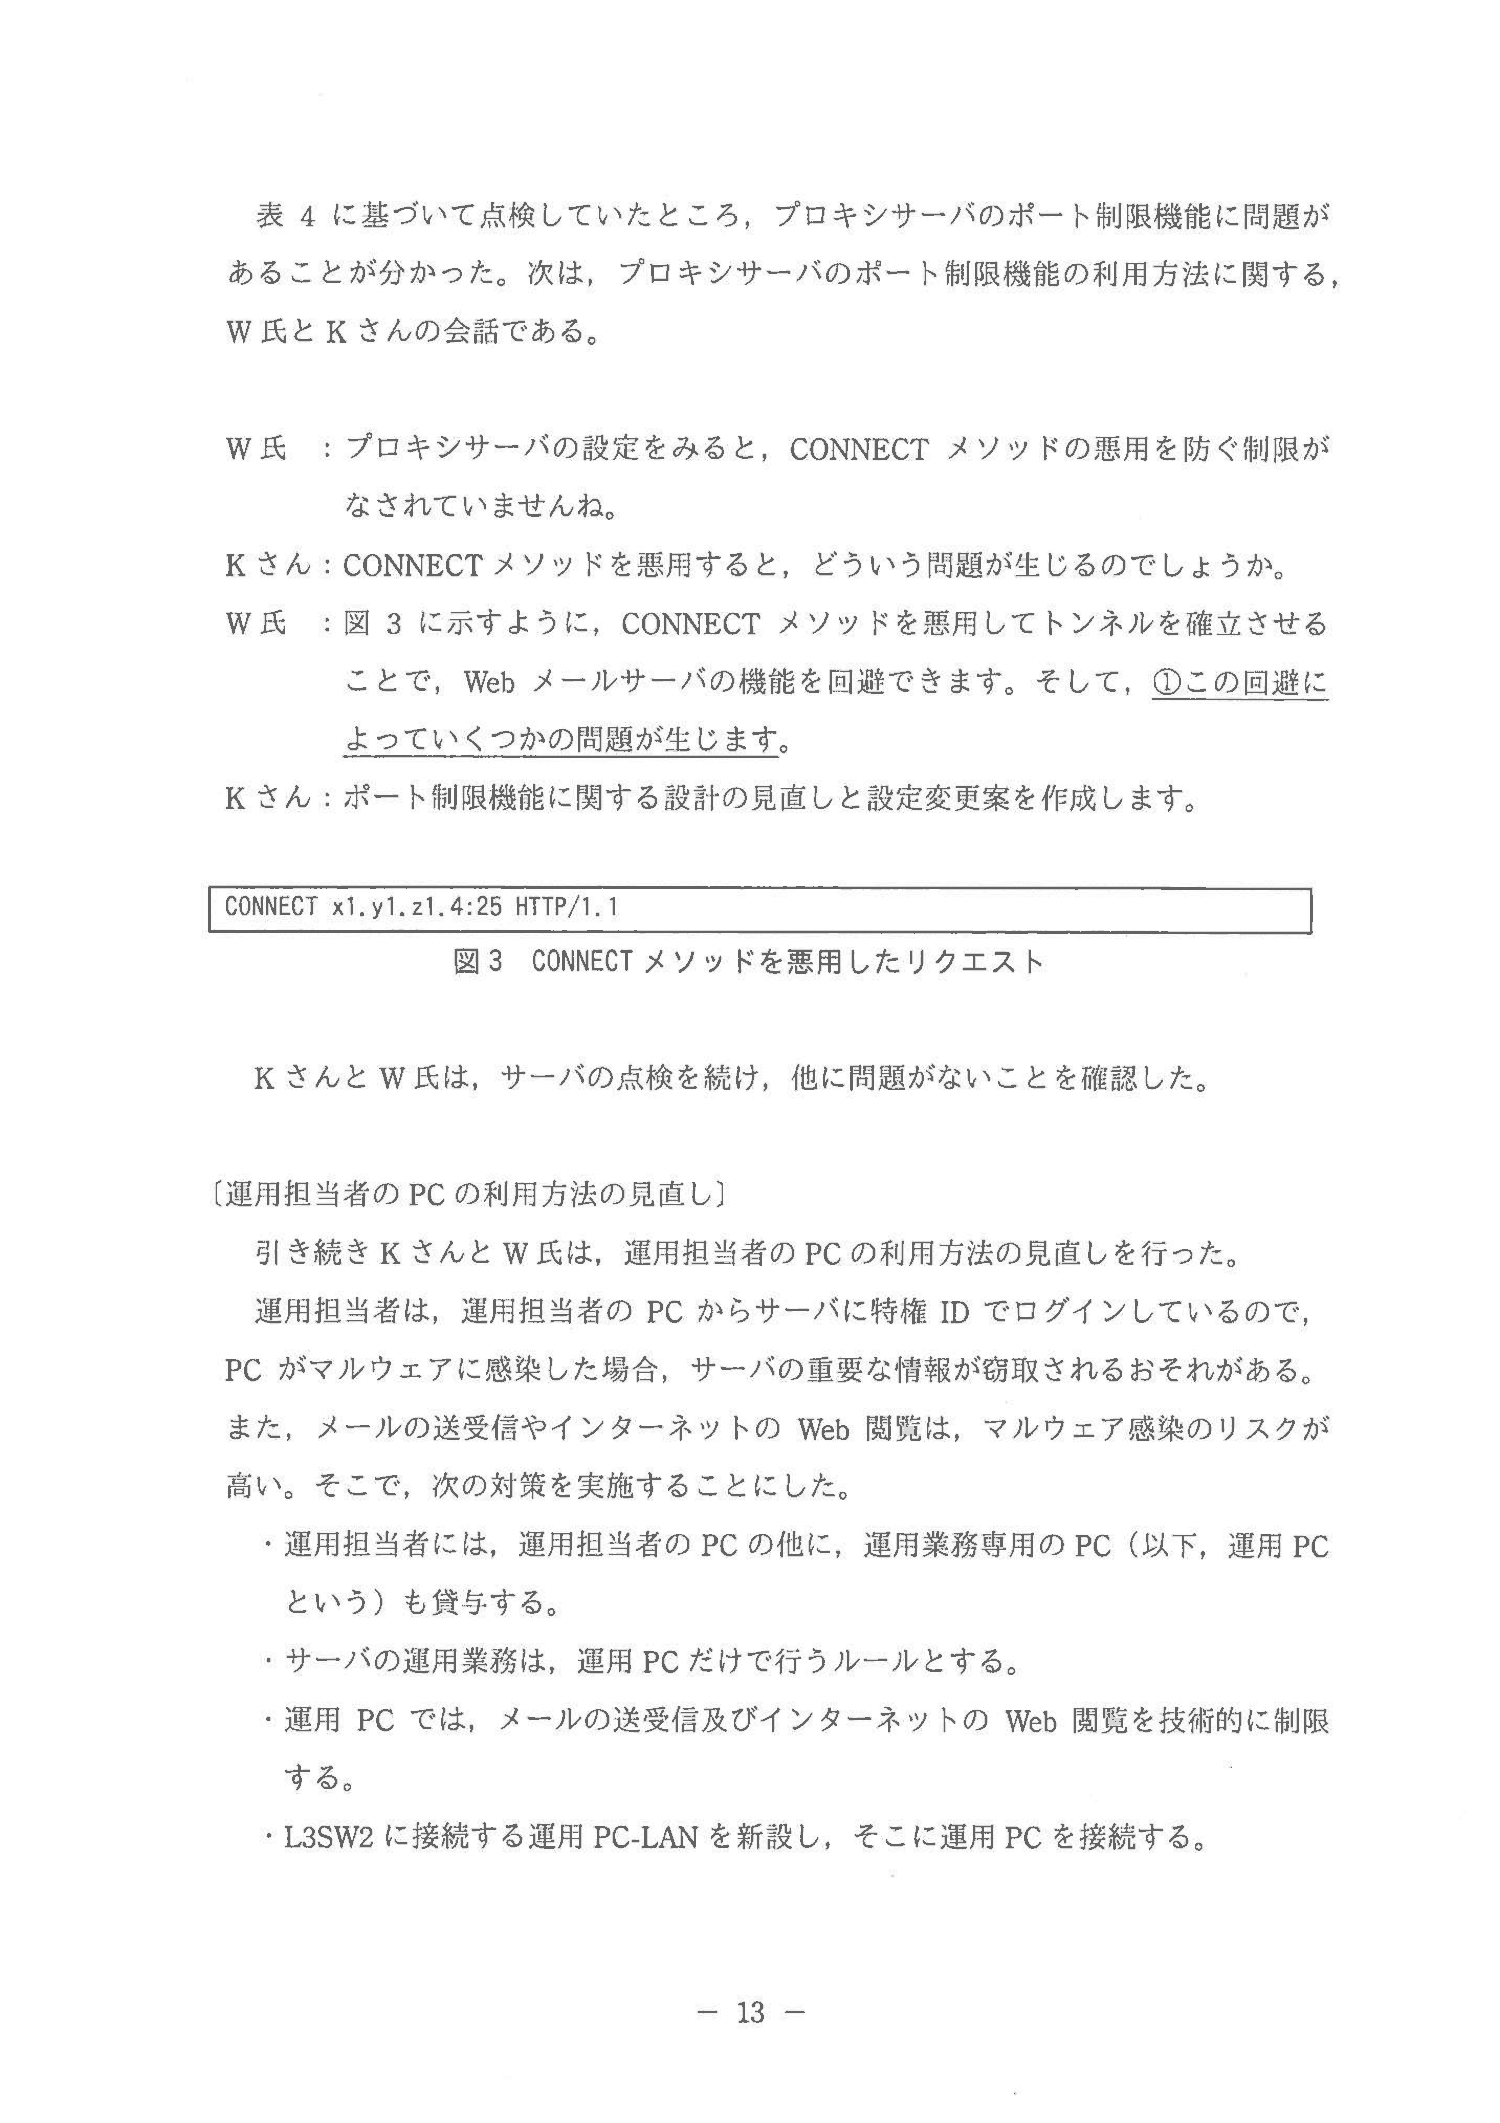 表 4 に基づいて点検していたところ，プロキシサーバのポート制限機能に問題が
あることが分かった。次は，プロキシサーバのポート制限機能の利用方法に関する，
W 氏と K さんの会話である。
W 氏 ：プロキシサーバの設定をみると，CONNECT メソッドの悪用を防ぐ制限が
なされていませんね。
K さん：CONNECT メソッドを悪用すると，どういう問題が生じるのでしょうか。
W 氏 ：図 3 に示すように，CONNECT メソッドを悪用してトンネルを確立させる
ことで，Web メールサーバの機能を回避できます。そして，①この回避に
よっていくつかの問題が生じます。
K さん：ポート制限機能に関する設計の見直しと設定変更案を作成します。
CONNECT x1.y1.z1.4:25 HTTP/1.1
図 3 CONNECT メソッドを悪用したリクエスト
K さんと W 氏は，サーバの点検を続け，他に問題がないことを確認した。
〔運用担当者の PC の利用方法の見直し〕
引き続き K さんと W 氏は，運用担当者の PC の利用方法の見直しを行った。
運用担当者は，運用担当者の PC からサーバに特権 ID でログインしているので，
PC がマルウェアに感染した場合，サーバの重要な情報が窃取されるおそれがある。
また，メールの送受信やインターネットの Web 閲覧は，マルウェア感染のリスクが
高い。そこで，次の対策を実施することにした。
・運用担当者には，運用担当者の PC の他に，運用業務専用の PC（以下，運用 PC
という）も貸与する。
・サーバの運用業務は，運用 PC だけで行うルールとする。
・運用 PC では，メールの送受信及びインターネットの Web 閲覧を技術的に制限
する。
・L3SW2 に接続する運用 PC-LAN を新設し，そこに運用 PC を接続する。
－ 13 －